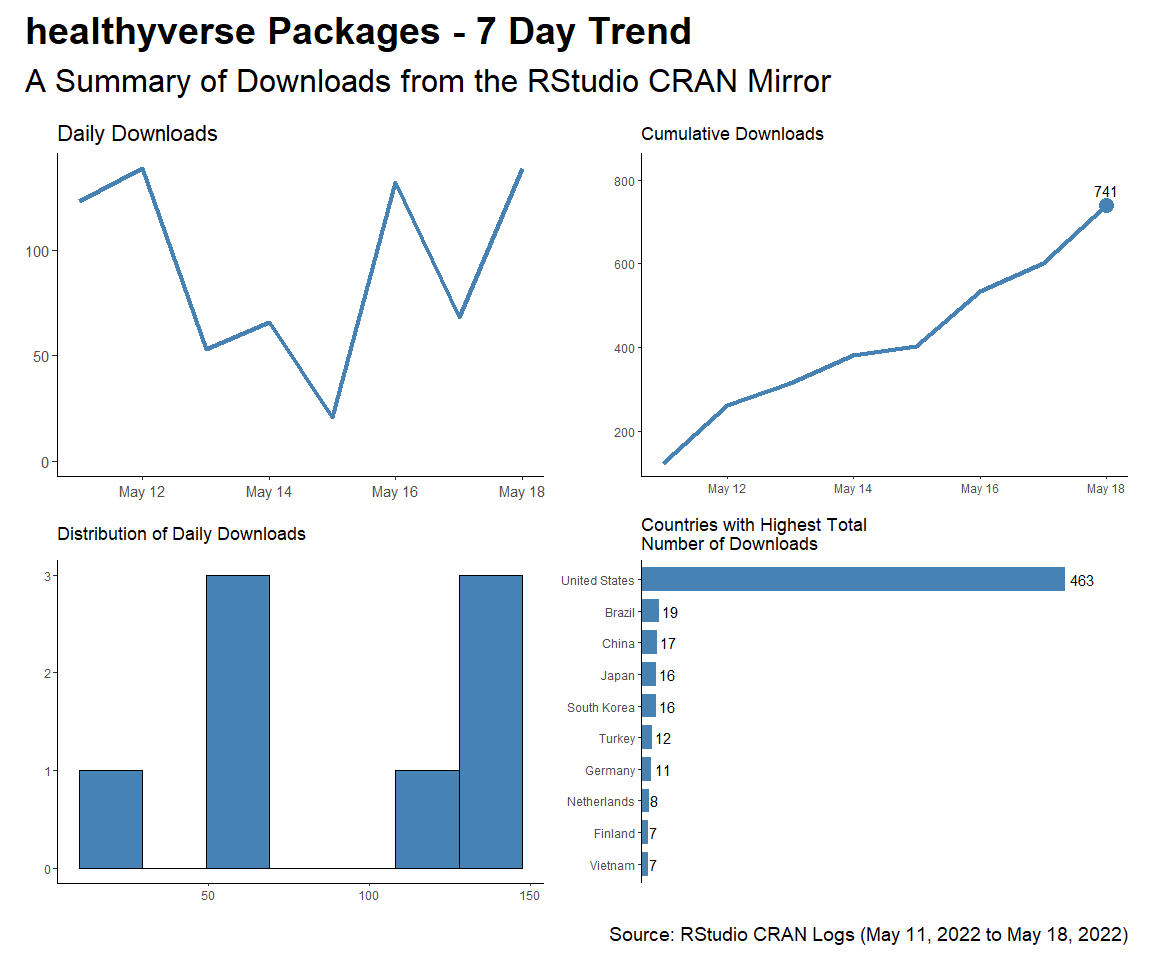 healthyverse Packages - 7 Day Trend
A Summary of Downloads from the RStudio CRAN Mirror
Daily Downloads
100
50
0
May 12 May 14 May 16 May 18
Cumulative Downloads
800
600
400
200
741
May 12 May 14 May 16 May 18
Distribution of Daily Downloads
3
2
1
0
50 100 150
Countries with Highest Total
Number of Downloads
United States 463
Brazil 19
China 17
Japan 16
South Korea 16
Turkey 12
Germany 11
Netherlands 8
Finland 7
Vietnam 7
Source: RStudio CRAN Logs (May 11, 2022 to May 18, 2022)